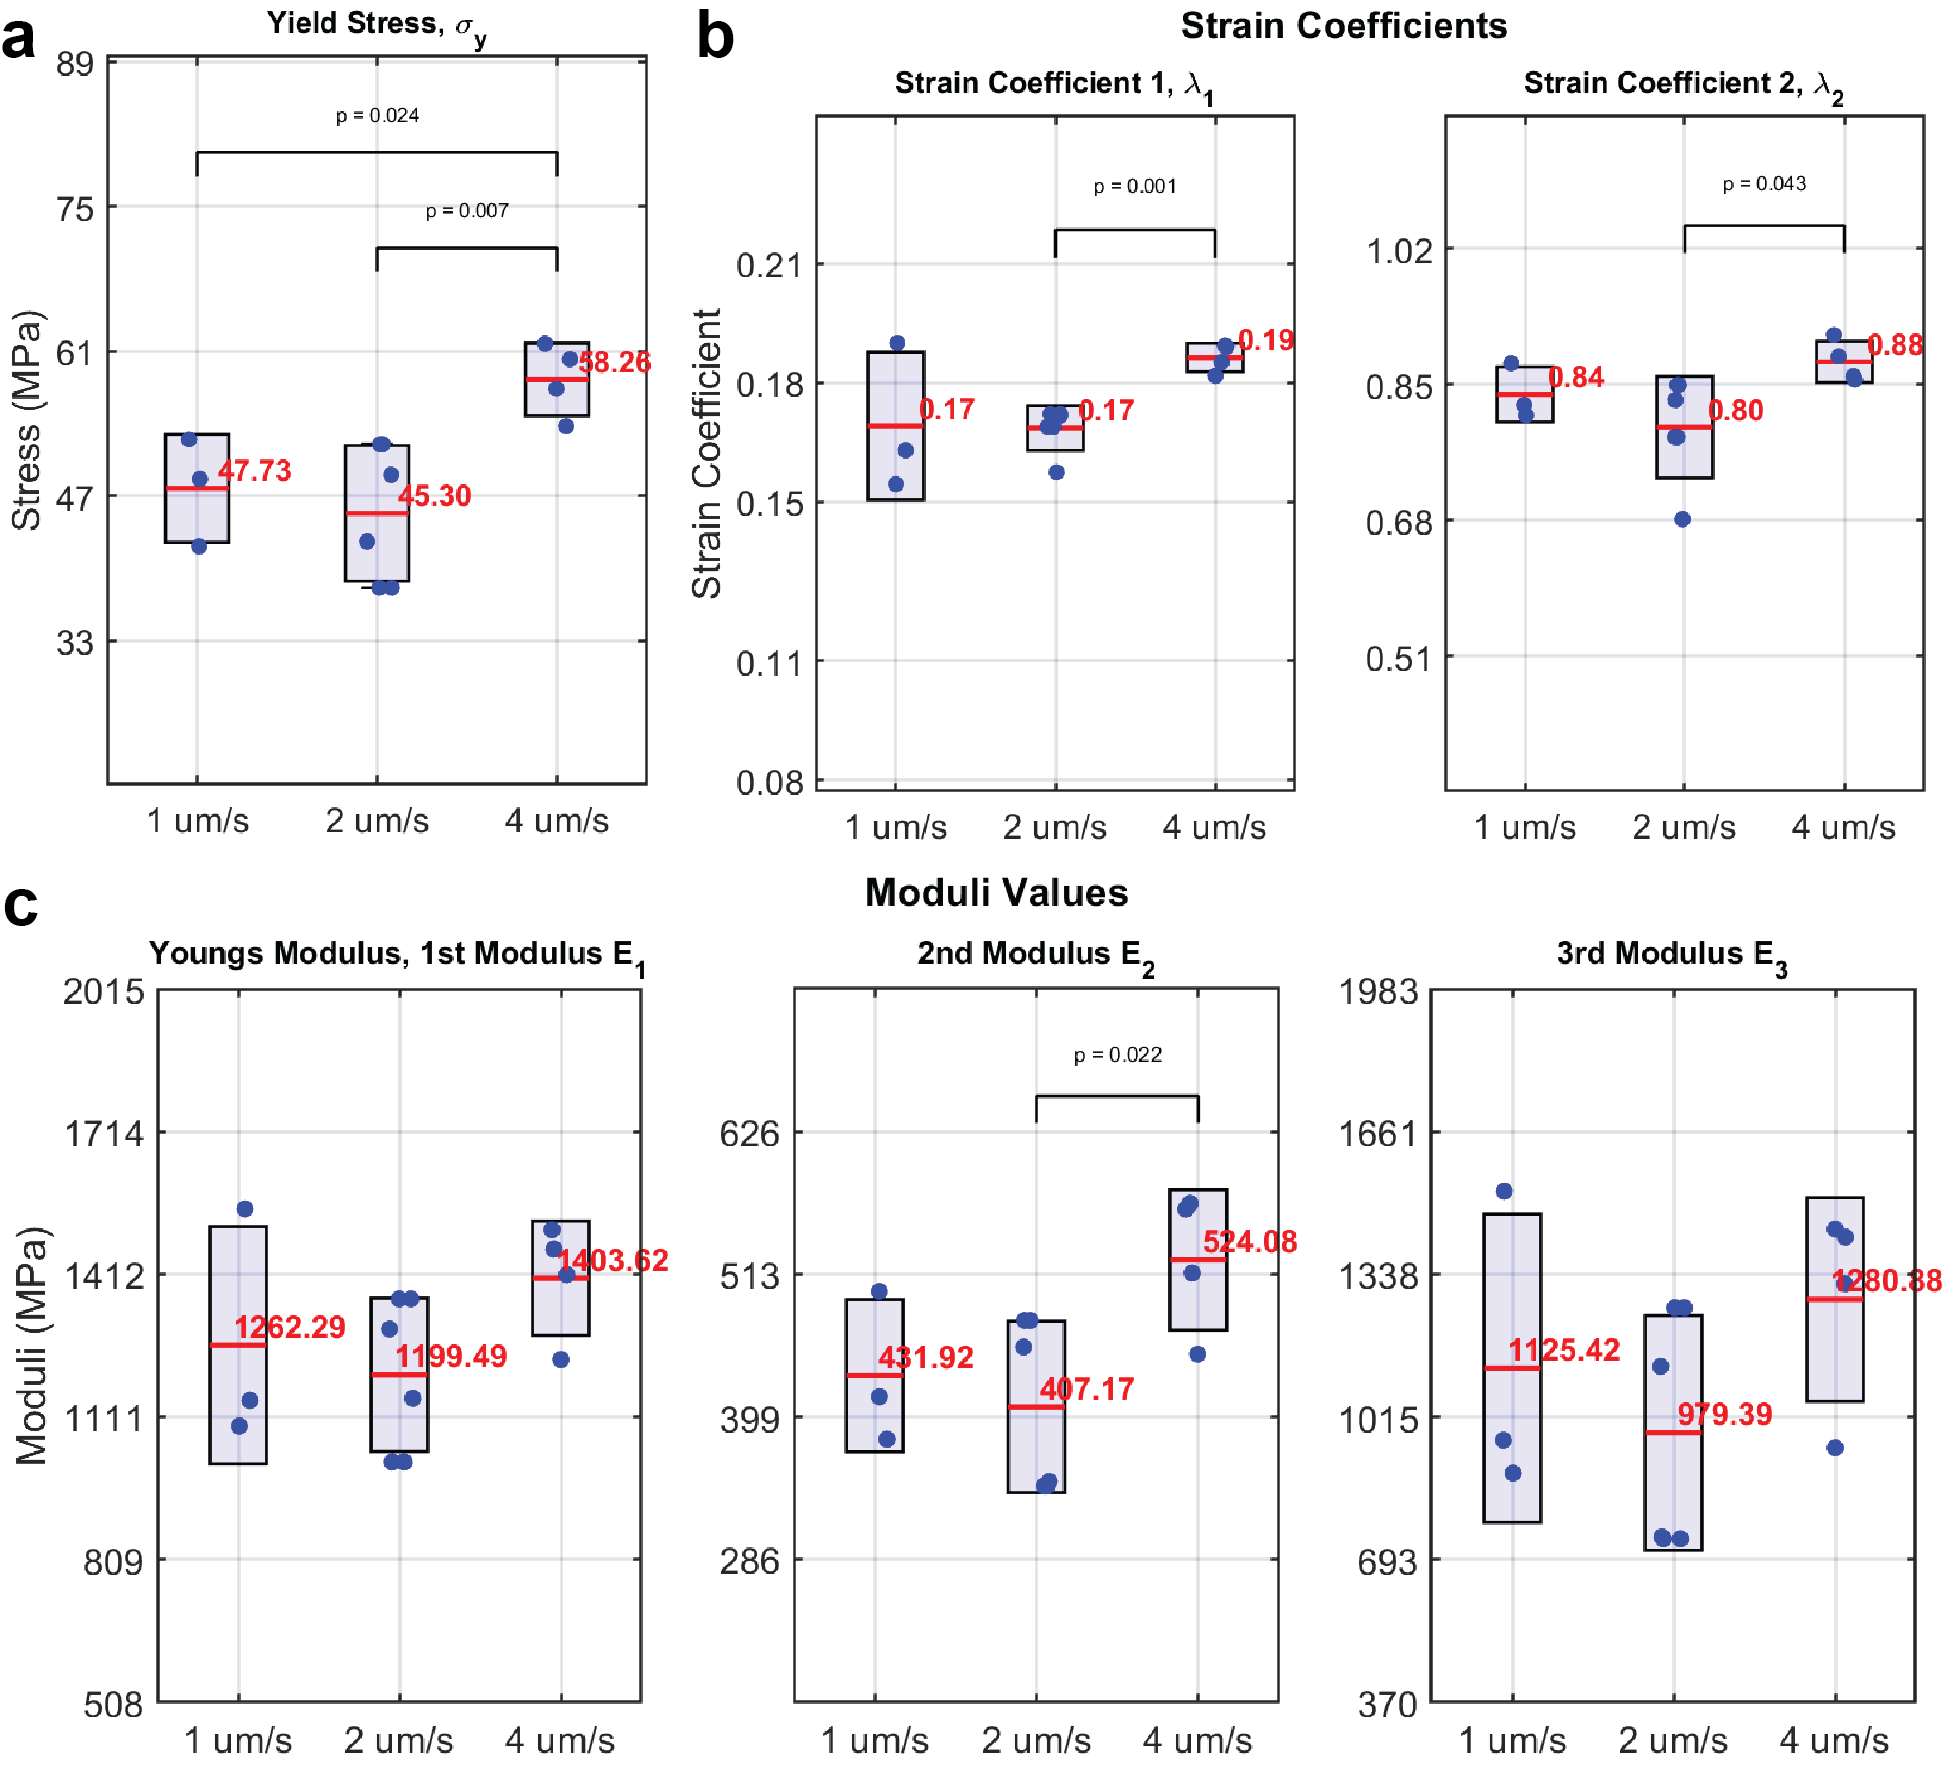 a
Yield Stress, σy
89
75
61
47
33
Stress (MPa)
p = 0.024
p = 0.007
47.73
45.30
58.26
1 um/s
2 um/s
4 um/s
b
Strain Coefficients
Strain Coefficient 1, λ1
0.21
0.18
0.15
0.11
0.08
Strain Coefficient
p = 0.001
0.17
0.17
0.19
1 um/s
2 um/s
4 um/s
Strain Coefficient 2, λ2
1.02
0.85
0.68
0.51
p = 0.043
0.84
0.80
0.88
1 um/s
2 um/s
4 um/s
c
Moduli Values
Youngs Modulus, 1st Modulus E1
2015
1714
1412
1111
809
508
Moduli (MPa)
1262.29
1199.49
1403.62
1 um/s
2 um/s
4 um/s
2nd Modulus E2
626
513
399
286
p = 0.022
431.92
407.17
524.08
1 um/s
2 um/s
4 um/s
3rd Modulus E3
1983
1661
1338
1015
693
370
1125.42
979.39
1280.38
1 um/s
2 um/s
4 um/s